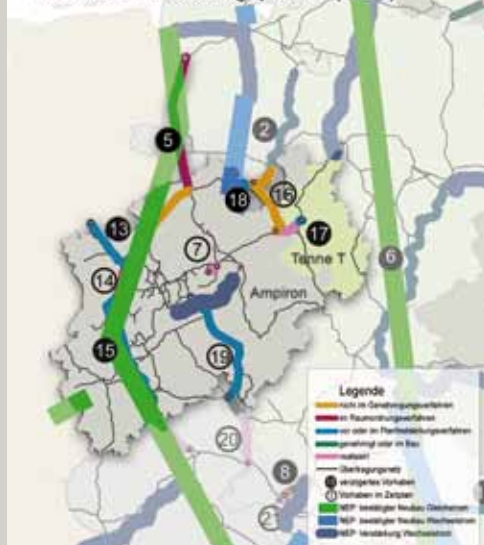 5
2
18
16
13
17
7
Tenne T
14
Ampiron
6
15
19
20
8
21
Legende
nicht im Genehmigungsverfahren
im Raumordnungsverfahren
vor oder im Planfeststellungsverfahren
genehmigt oder im Bau
realisiert
Übertragungsnetz
verzögertes Vorhaben
Vorhaben im Zeitplan
NEP- bestätigter Neubau Gleichstrom
NEP- bestätigter Neubau Wechselstrom
NEP- Verstärkung Wechselstrom